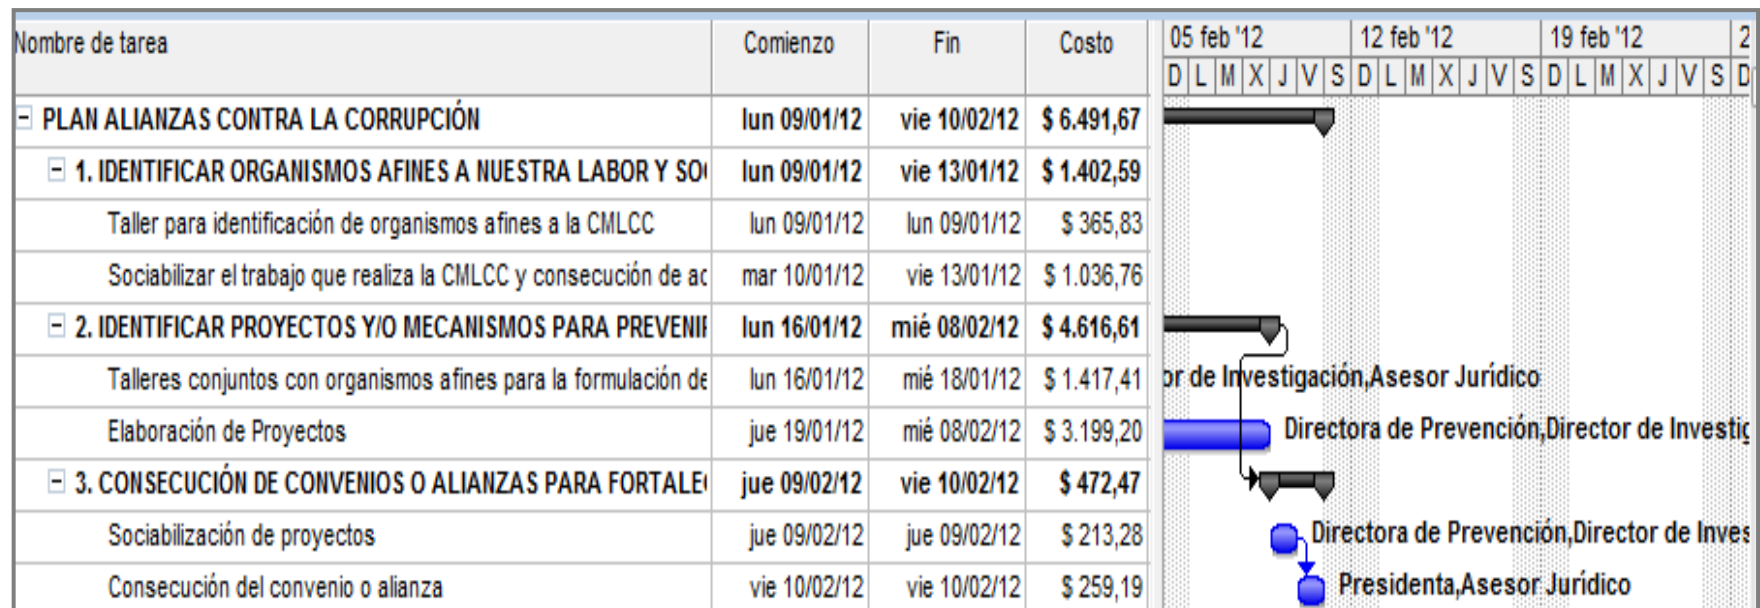 Nombre de tarea Comienzo Fin Costo 05 feb '12 12 feb '12 19 feb '12 2
D L M X J V S D L M X J V S D L M X J V S D
PLAN ALIANZAS CONTRA LA CORRUPCIÓN lun 09/01/12 vie 10/02/12 $ 6.491,67
1. IDENTIFICAR ORGANISMOS AFINES A NUESTRA LABOR Y lun 09/01/12 vie 13/01/12 $ 1.402,59
Taller para identificación de organismos afines a la CMLCC lun 09/01/12 lun 09/01/12 $ 365,83
Sociabilizar el trabajo que realiza la CMLCC y consecución de mar 10/01/12 vie 13/01/12 $ 1.036,76
2. IDENTIFICAR PROYECTOS Y/O MECANISMOS PARA lun 16/01/12 mié 08/02/12 $ 4.616,61
Talleres conjuntos con organismos afines para la formulación de lun 16/01/12 mié 18/01/12 $ 1.417,41 or de Investigación,Asesor Jurídico
Elaboración de Proyectos jue 19/01/12 mié 08/02/12 $ 3.199,20 Directora de Prevención,Director de Investig
3. CONSECUCIÓN DE CONVENIOS O ALIANZAS PARA jue 09/02/12 vie 10/02/12 $ 472,47
Sociabilización de proyectos jue 09/02/12 jue 09/02/12 $ 213,28 Directora de Prevención,Director de Inves
Consecución del convenio o alianza vie 10/02/12 vie 10/02/12 $ 259,19 Presidenta,Asesor Jurídico